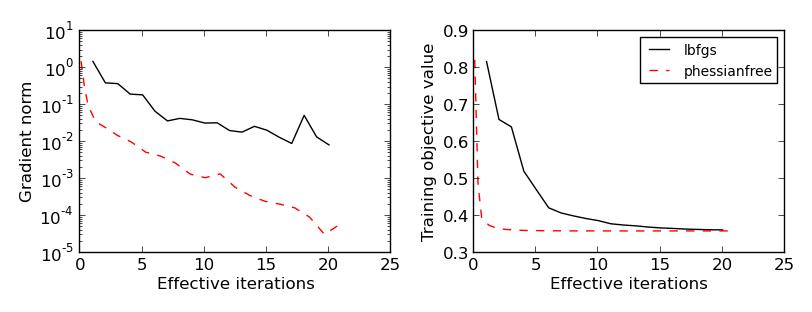 Gradient norm
10^1
10^0
10^-1
10^-2
10^-3
10^-4
10^-5
0 5 10 15 20 25
Effective iterations
Training objective value
0.9
0.8
0.7
0.6
0.5
0.4
0.3
0 5 10 15 20 25
Effective iterations
lbfgs
phessianfree